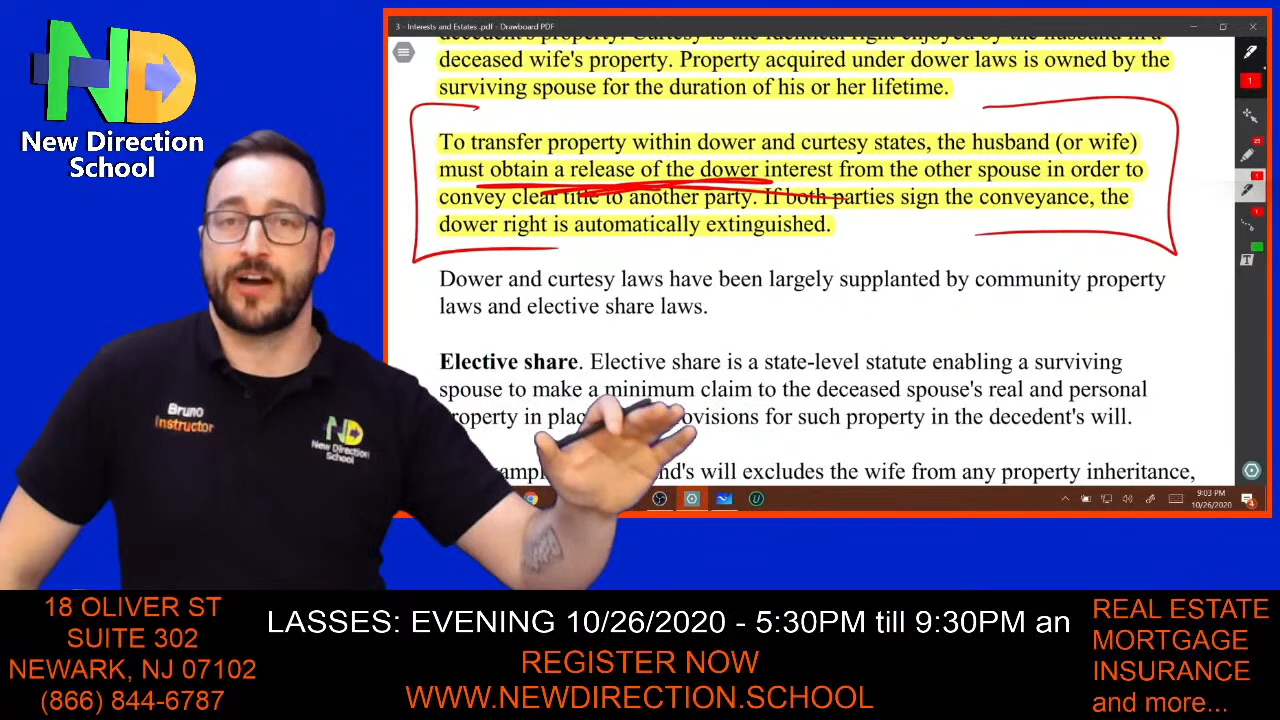 ND
New Direction
School
3 - Interests and Estates .pdf - Drawboard PDF
deceased wife's property. Property acquired under dower laws is owned by the
surviving spouse for the duration of his or her lifetime.
To transfer property within dower and curtesy states, the husband (or wife)
must obtain a release of the dower interest from the other spouse in order to
convey clear title to another party. If both parties sign the conveyance, the
dower right is automatically extinguished.
Dower and curtesy laws have been largely supplanted by community property
laws and elective share laws.
Elective share. Elective share is a state-level statute enabling a surviving
spouse to make a minimum claim to the deceased spouse's real and personal
property in place provisions for such property in the decedent's will.
will excludes the wife from any property inheritance,
9:03 PM
10/26/2020
Bruno
Instructor
ND
New Direction
School
18 OLIVER ST
SUITE 302
NEWARK, NJ 07102
(866) 844-6787
LASSES: EVENING 10/26/2020 - 5:30PM till 9:30PM an
REGISTER NOW
WWW.NEWDIRECTION.SCHOOL
REAL ESTATE
MORTGAGE
INSURANCE
and more...